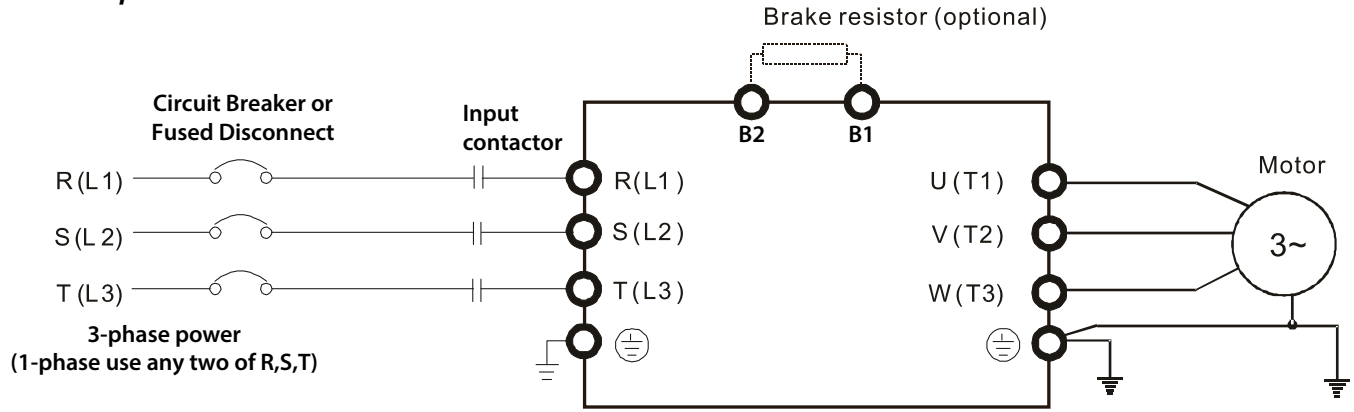 Brake resistor (optional)
Circuit Breaker or
Fused Disconnect
Input
contactor
B2
B1
R(L1)
R(L1)
U(T1)
Motor
S(L2)
S(L2)
V(T2)
3~
T(L3)
T(L3)
W(T3)
3-phase power
(1-phase use any two of R,S,T)